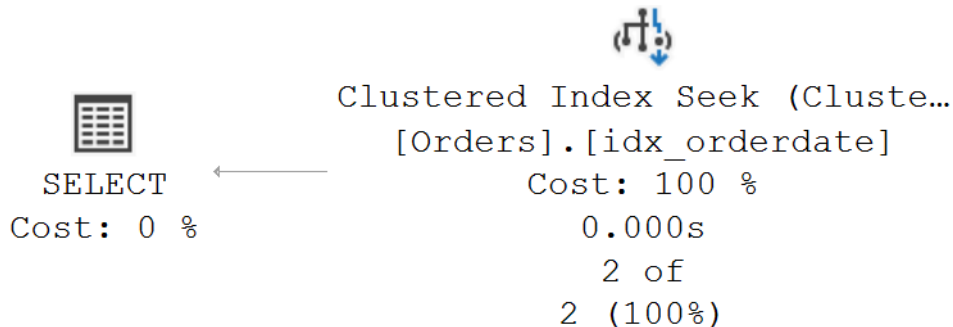 SELECT
Cost: 0 %
Clustered Index Seek (Cluste…
[Orders].[idx_orderdate]
Cost: 100 %
0.000s
2 of
2 (100%)